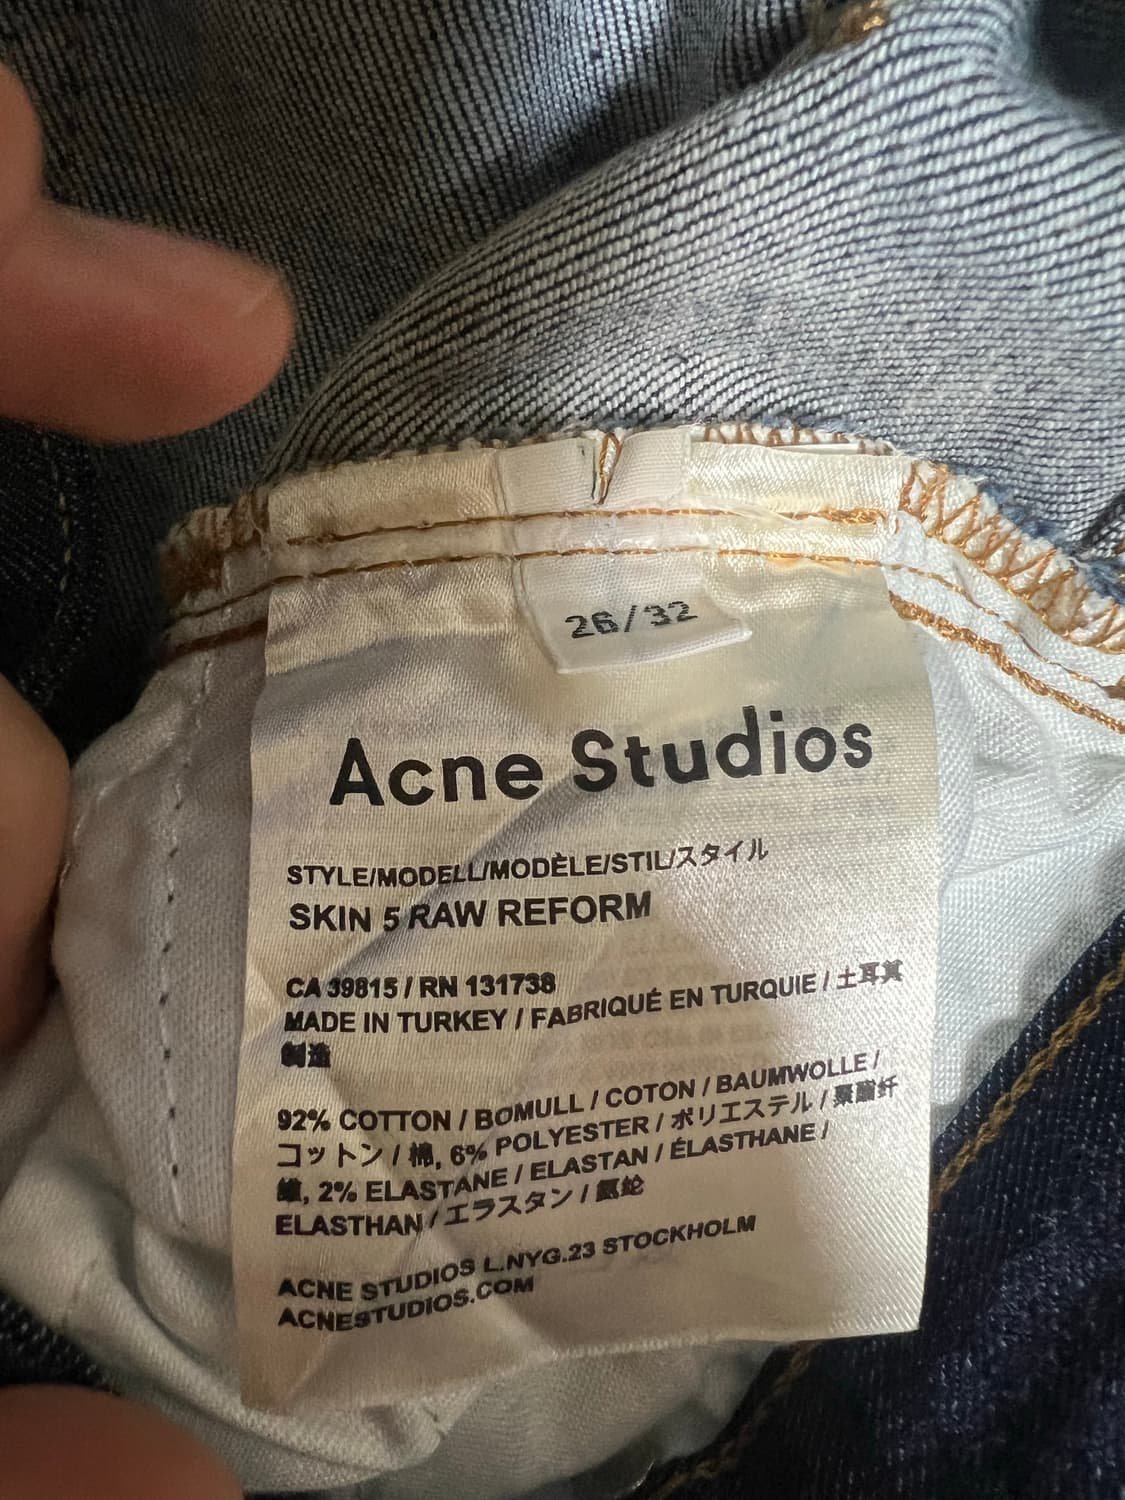 26/32
Acne Studios
STYLE/MODELL/MODÈLE/STIL/スタイル
SKIN 5 RAW REFORM
CA 39815 / RN 131738
MADE IN TURKEY / FABRIQUÉ EN TURQUIE / 土耳其
制造
92% COTTON / BOMULL / COTON / BAUMWOLLE /
コットン / 棉, 6% POLYESTER / ポリエステル / 聚酯纤
维, 2% ELASTANE / ELASTAN / ÉLASTHANE /
ELASTHAN / エラスタン / 氨纶
ACNE STUDIOS L.NYG.23 STOCKHOLM
ACNESTUDIOS.COM